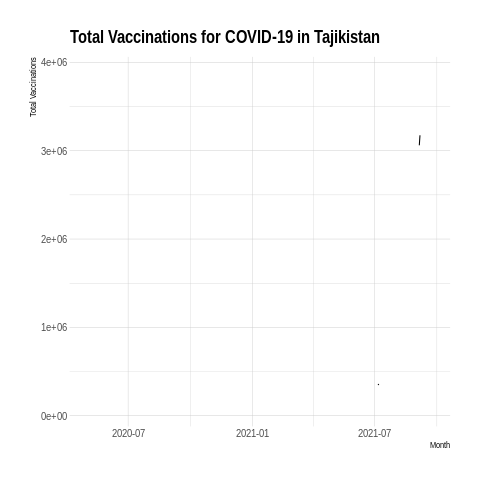 Total Vaccinations for COVID-19 in Tajikistan
Total Vaccinations
4e+06
3e+06
2e+06
1e+06
0e+00
2020-07
2021-01
2021-07
Month